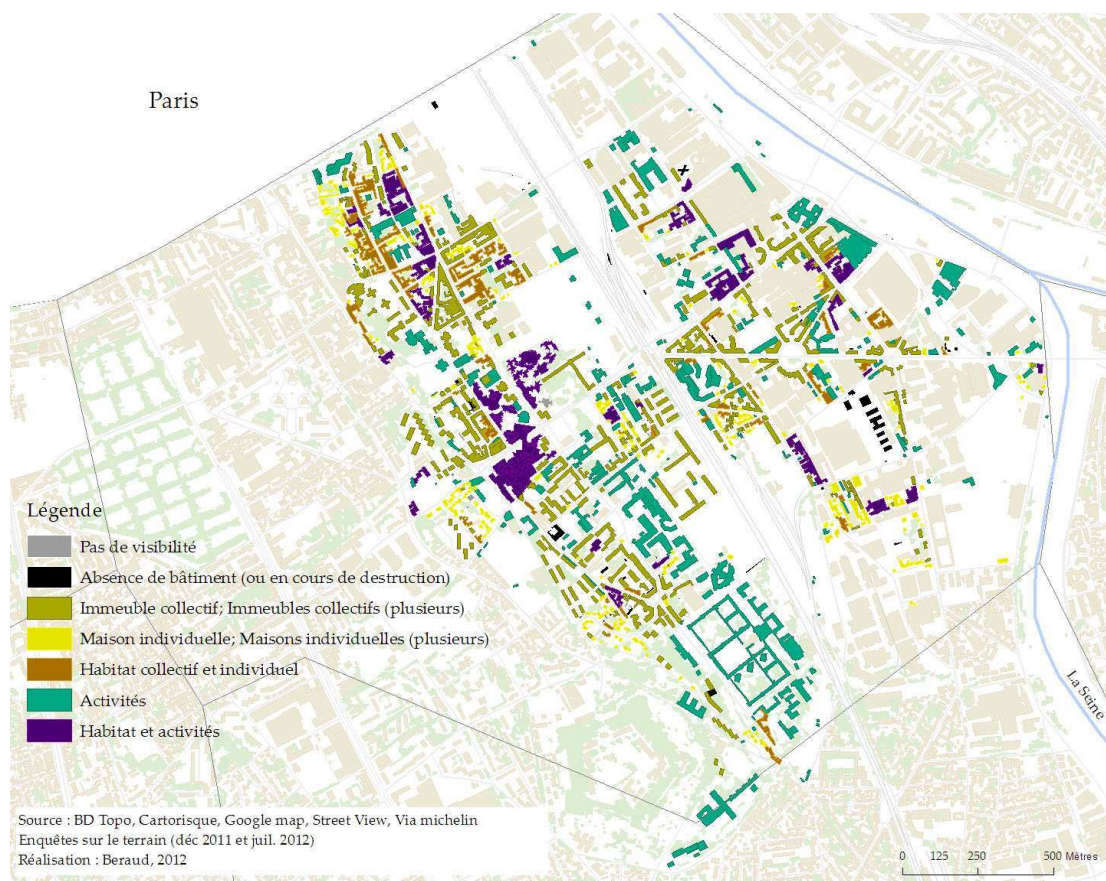 Paris
La Seine
Légende
Pas de visibilité
Absence de bâtiment (ou en cours de destruction)
Immeuble collectif; Immeubles collectifs (plusieurs)
Maison individuelle; Maisons individuelles (plusieurs)
Habitat collectif et individuel
Activités
Habitat et activités
Source : BD Topo, Cartorisque, Google map, Street View, Via michelin
Enquêtes sur le terrain (déc 2011 et juil. 2012)
Réalisation : Beraud, 2012
0 125 250 500 Mètres